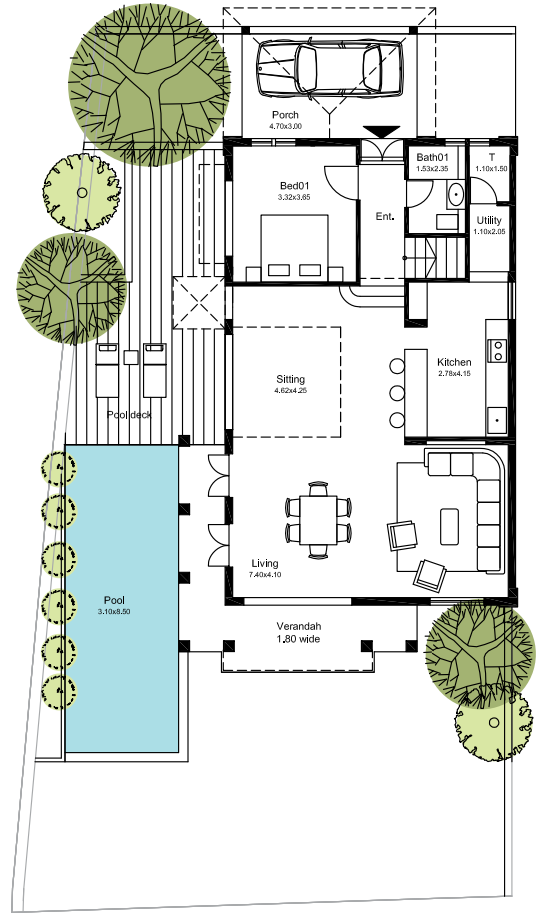 Porch
4.70x3.00
Bath01
1.53x2.35
T
1.10x1.50
Bed01
3.32x3.65
Ent.
Utility
1.10x2.05
Kitchen
2.78x4.15
Sitting
4.62x4.25
Pool deck
Living
7.40x4.10
Pool
3.10x8.50
Verandah
1.80 wide